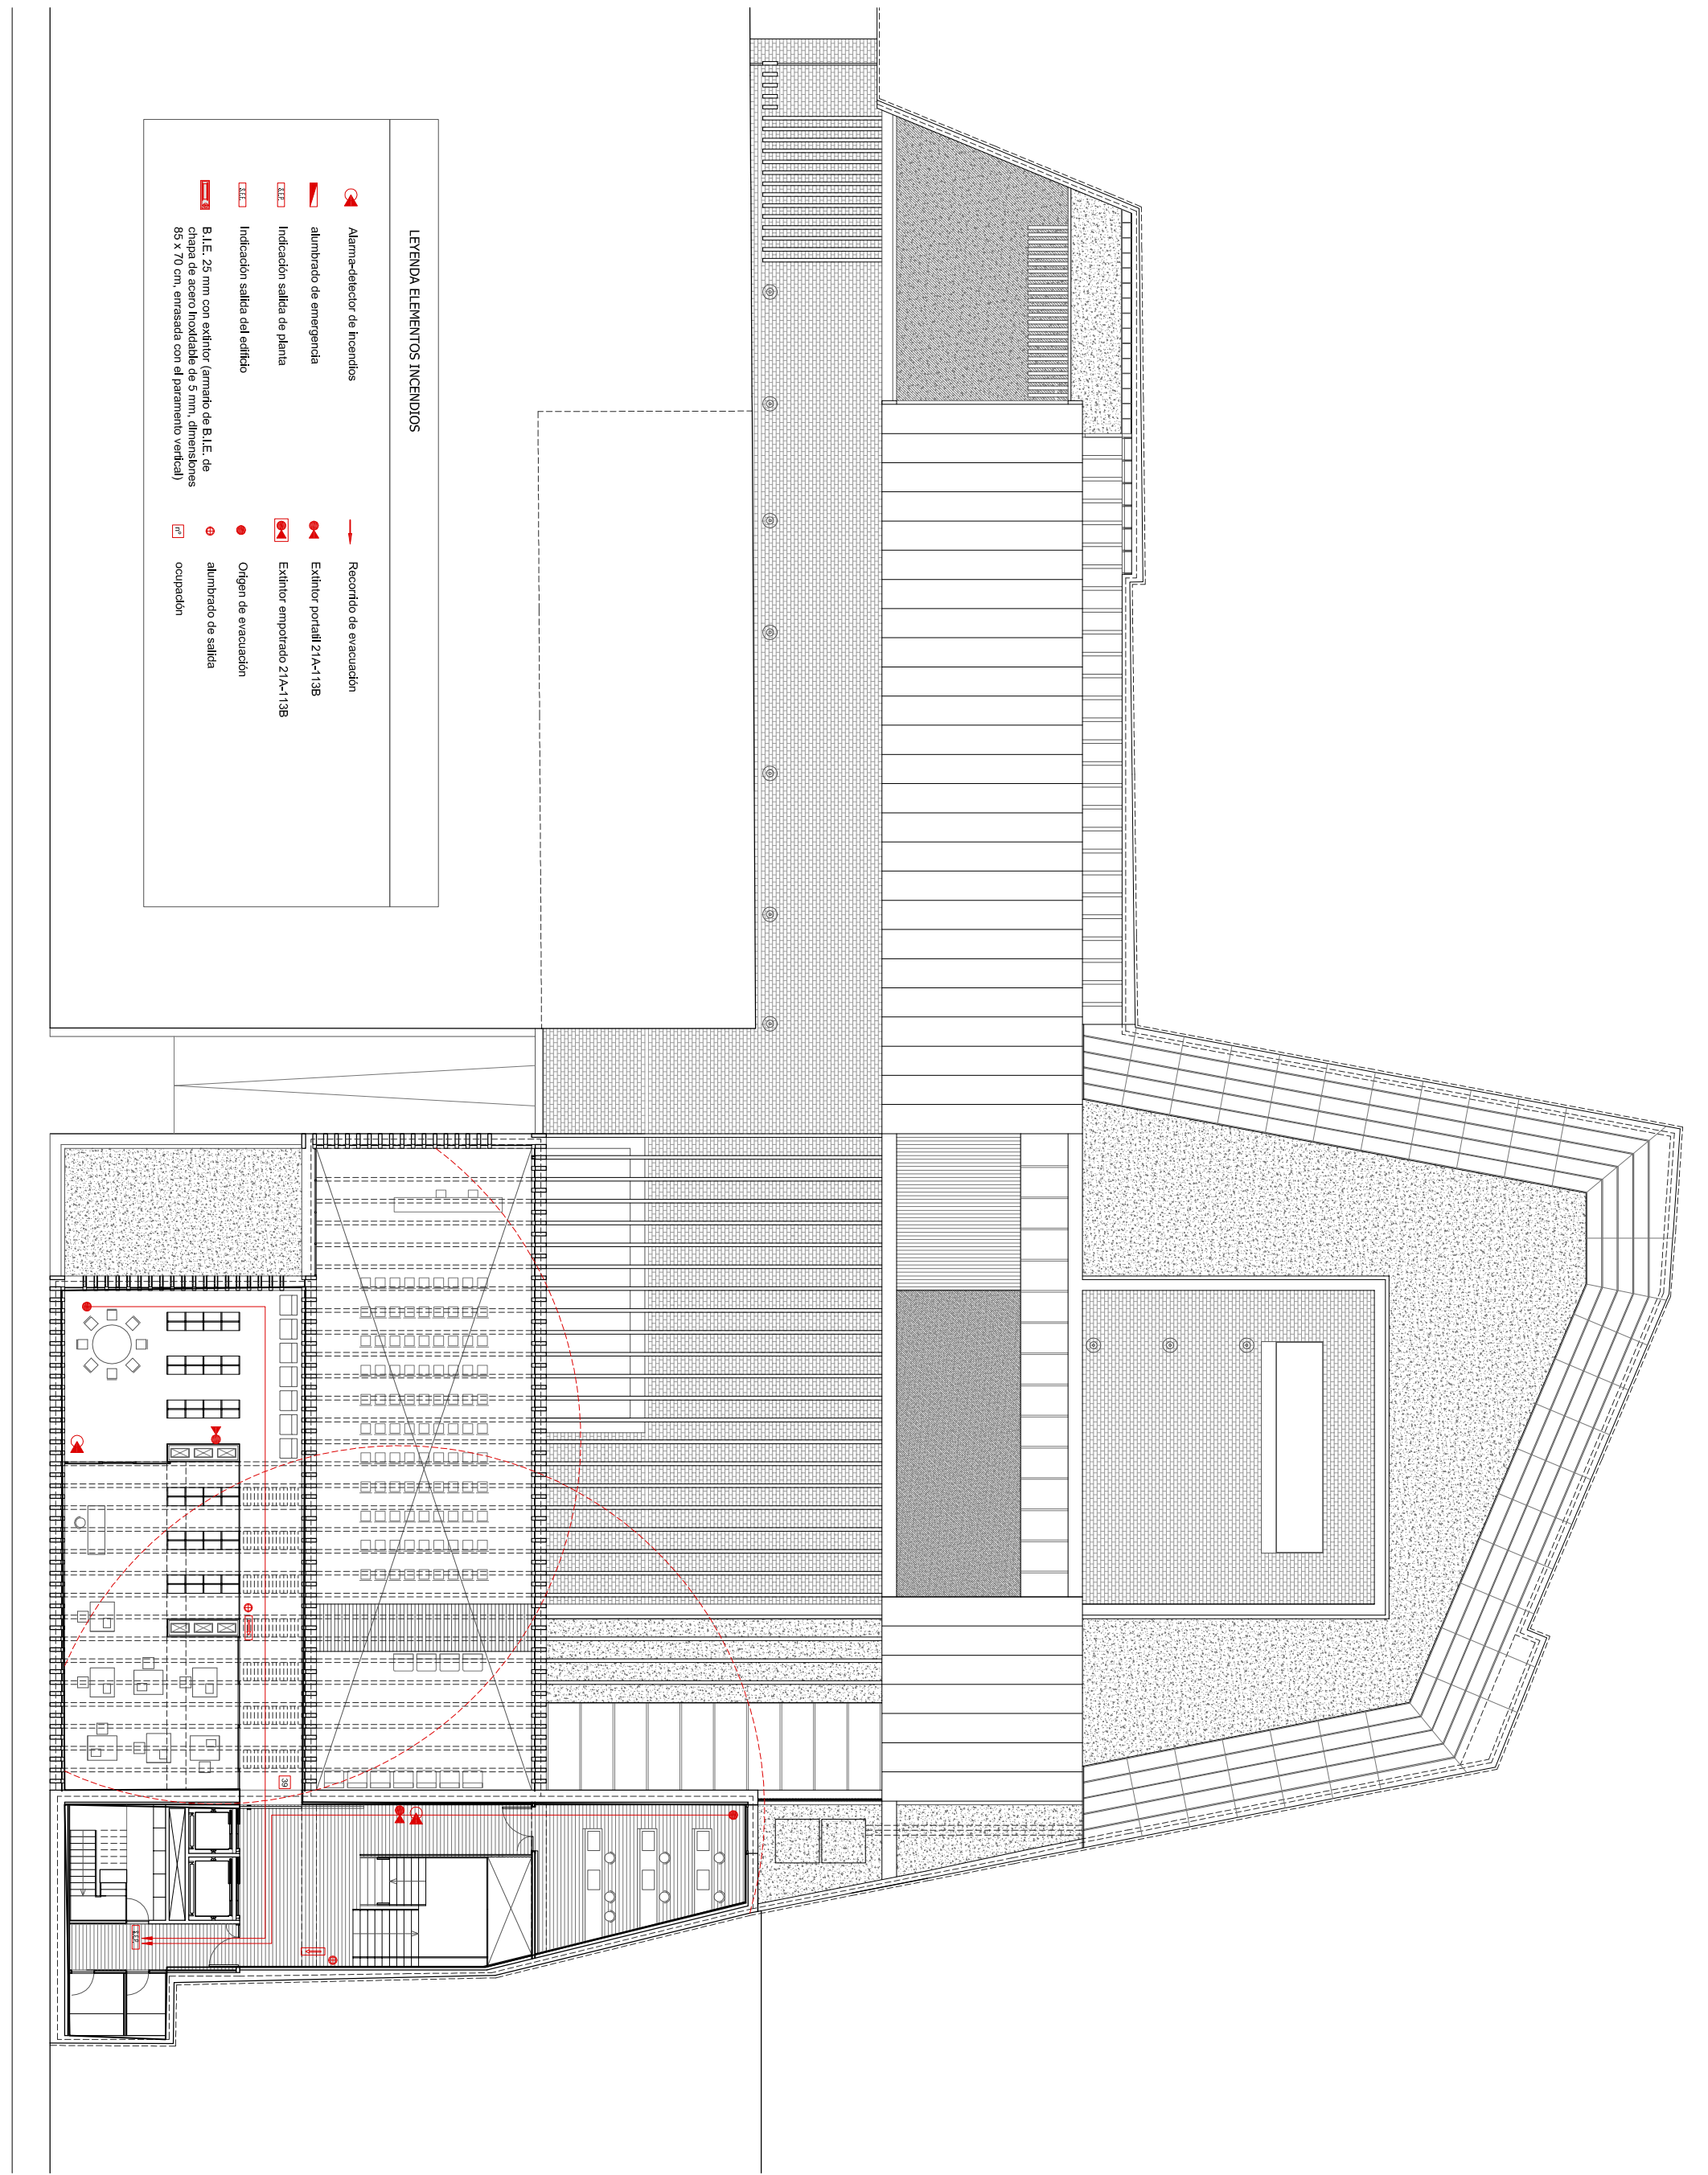 LEYENDA ELEMENTOS INCENDIOS
Alarma-detector de incendios
alumbrado de emergencia
S.E.P.
Indicación salida de planta
S.E.E.
Indicación salida del edificio
B.I.E. 25 mm con extintor (armario de B.I.E. de
chapa de acero inoxidable de 5 mm, dimensiones
85 x 70 cm, enrasada con el paramento vertical)
Recorrido de evacuación
Extintor portatil 21A-113B
Extintor empotrado 21A-113B
Origen de evacuación
alumbrado de salida
nº
ocupación
39
S.E.P.